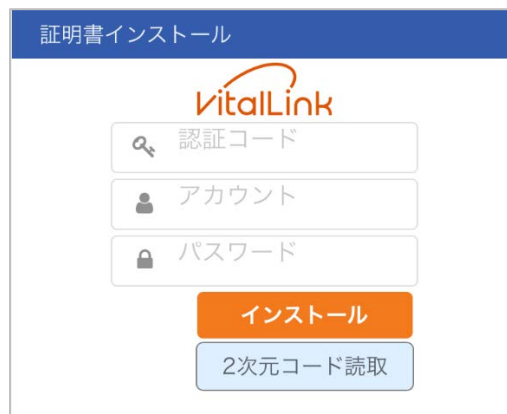 証明書インストール
VitalLink
認証コード
アカウント
パスワード
インストール
2次元コード読取